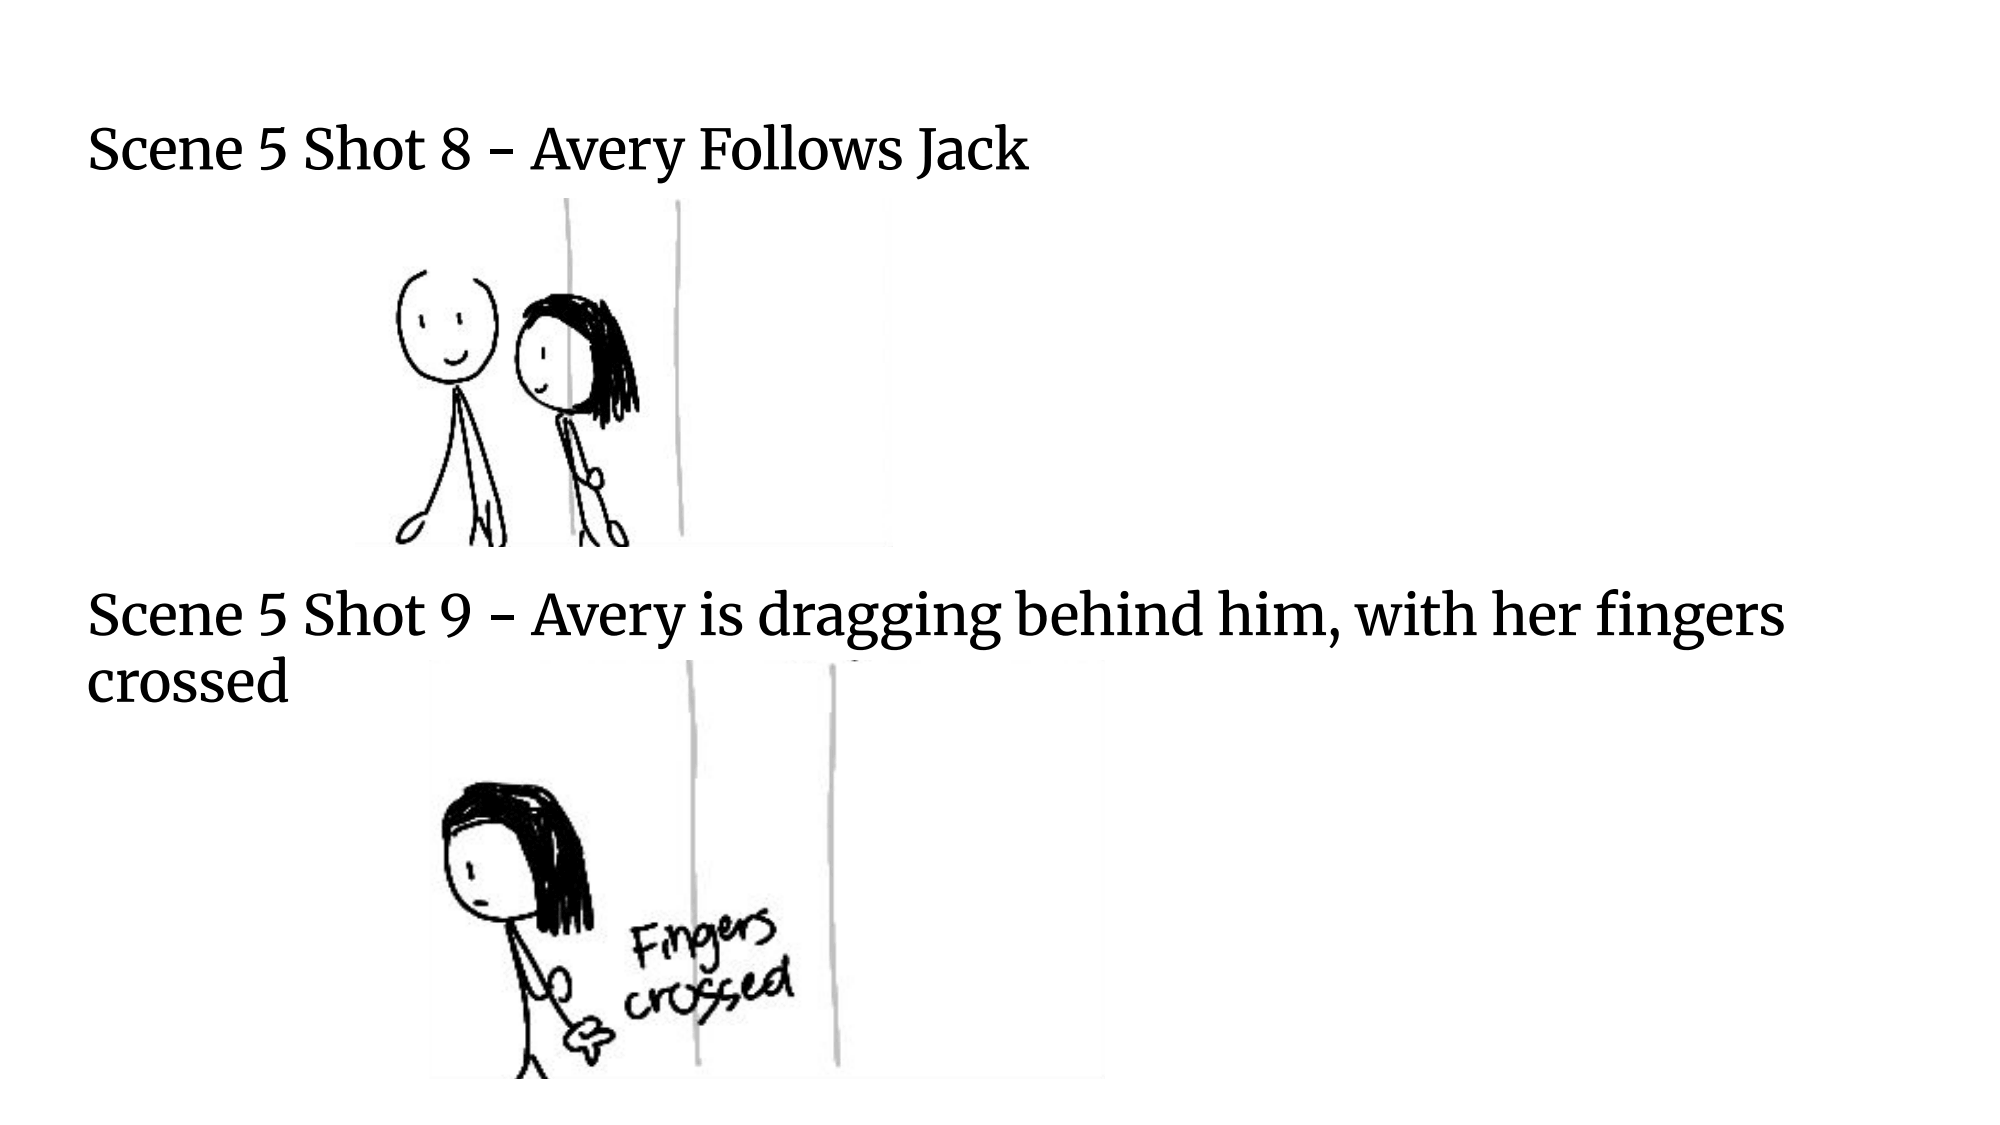 Scene 5 Shot 8 - Avery Follows Jack
Scene 5 Shot 9 - Avery is dragging behind him, with her fingers
crossed
Fingers
crossed